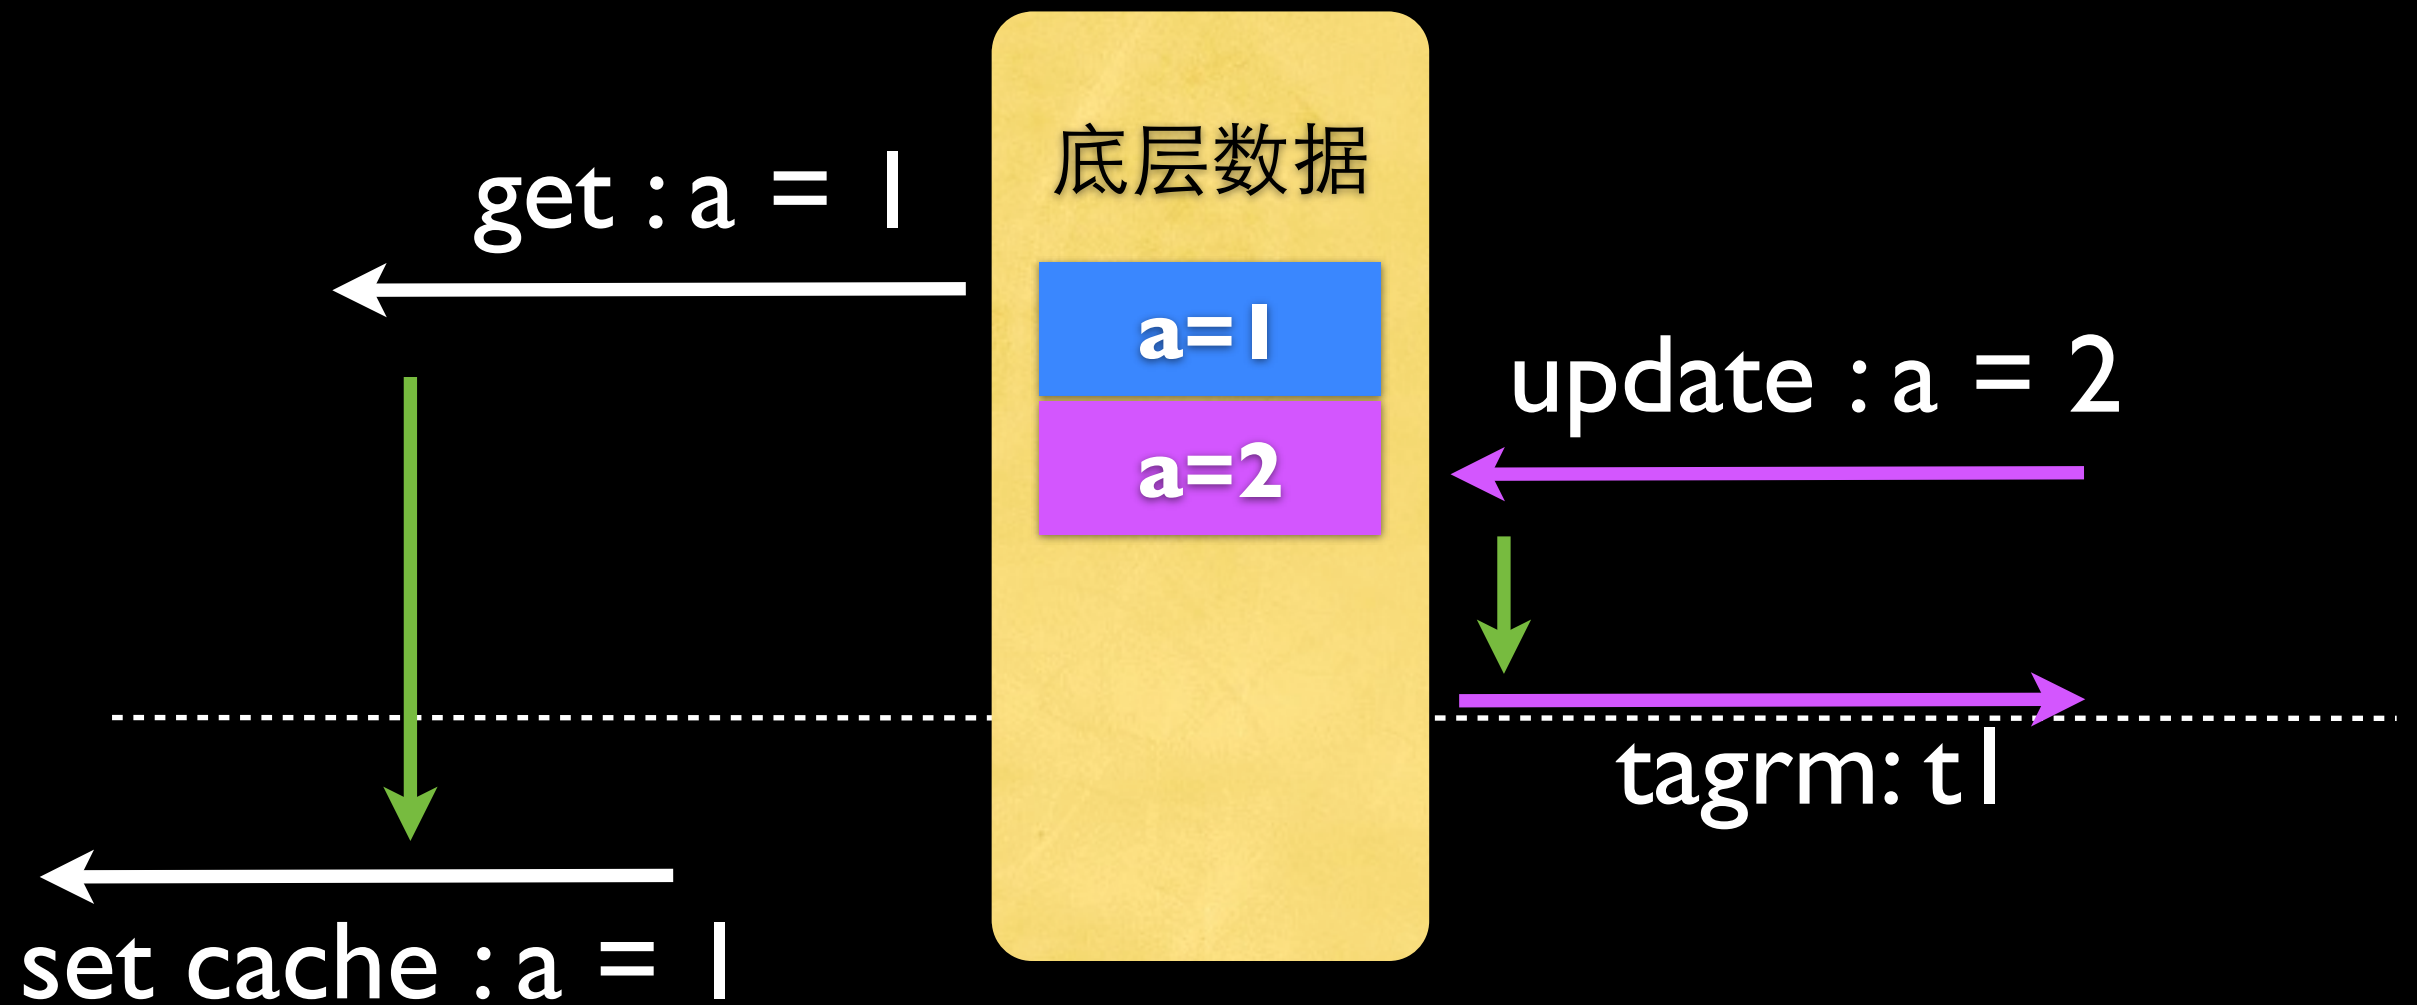 底层数据
get : a = 1
a=1
update : a = 2
a=2
tagrm: t1
set cache : a = 1